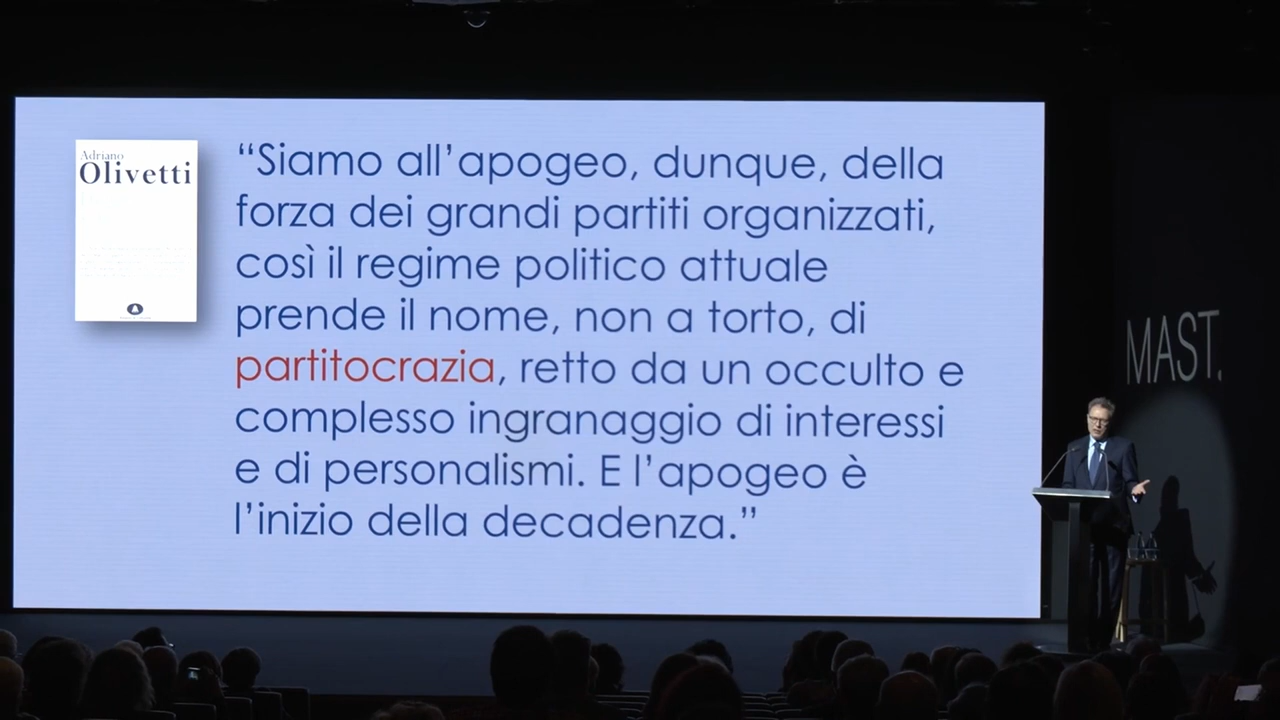 Adriano
Olivetti
“Siamo all’apogeo, dunque, della
forza dei grandi partiti organizzati,
così il regime politico attuale
prende il nome, non a torto, di
partitocrazia, retto da un occulto e
complesso ingranaggio di interessi
e di personalismi. E l’apogeo è
l’inizio della decadenza.”
MAST.